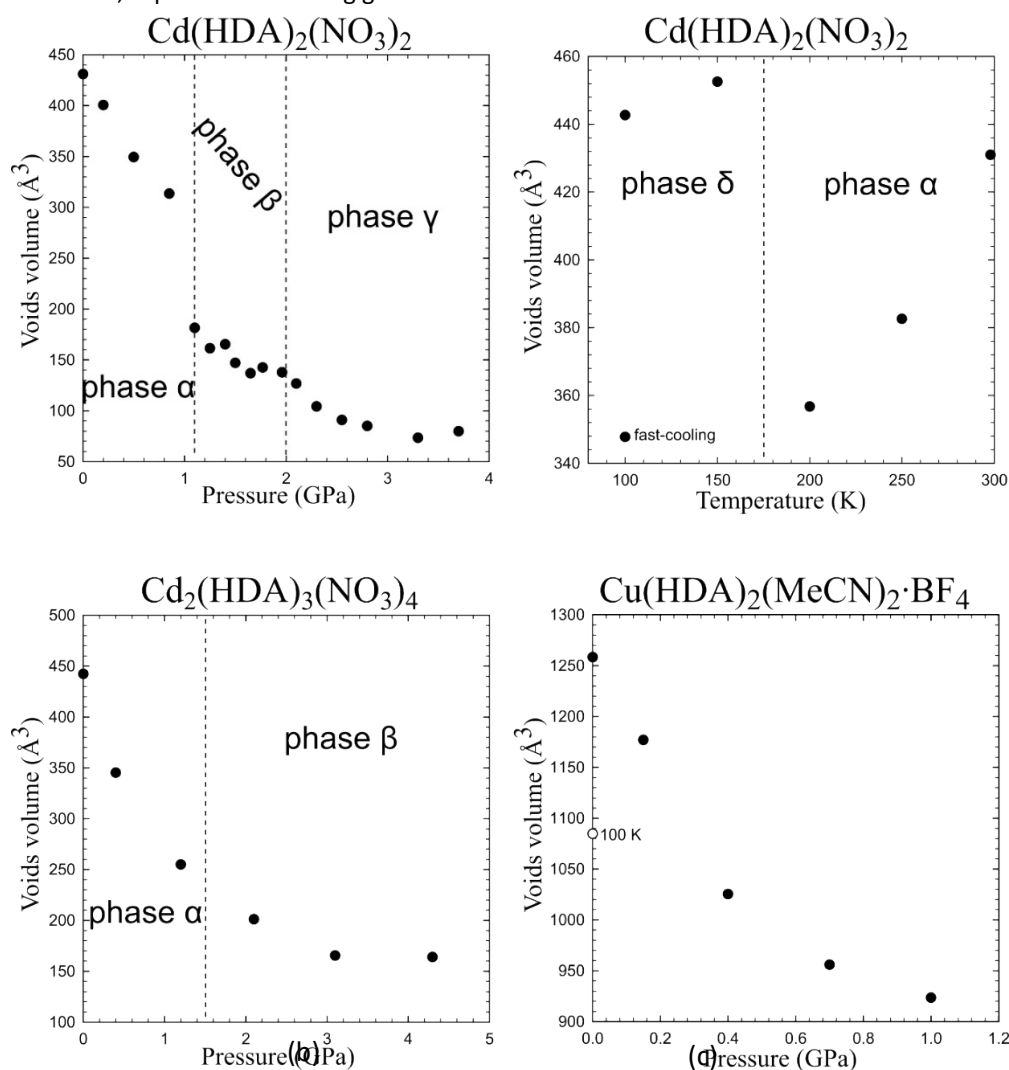 Cd(HDA)₂(NO₃)₂
Voids volume (Å³)
450
400
350
300
250
200
150
100
50
phase α
phase β
phase γ
0
1
2
3
4
Pressure (GPa)
Cd(HDA)₂(NO₃)₂
Voids volume (Å³)
460
440
420
400
380
360
340
phase δ
phase α
fast-cooling
100
150
200
250
300
Temperature (K)
Cd₂(HDA)₃(NO₃)₄
Voids volume (Å³)
500
450
400
350
300
250
200
150
100
phase α
phase β
0
1
2
3
4
5
Pressure (GPa)
(b)
Cu(HDA)₂(MeCN)₂·BF₄
Voids volume (Å³)
1300
1250
1200
1150
1100
1050
1000
950
900
100 K
0.0
0.2
0.4
0.6
0.8
1.0
1.2
Pressure (GPa)